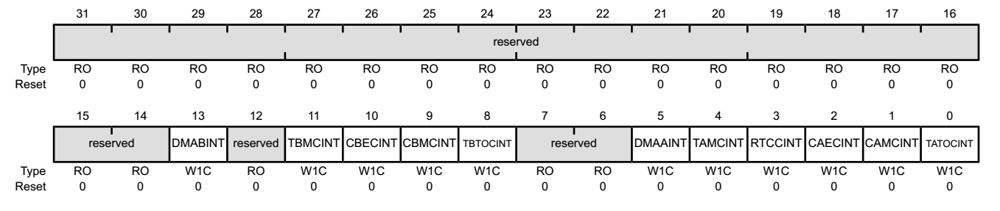 31 30 29 28 27 26 25 24 23 22 21 20 19 18 17 16
reserved
Type RO RO RO RO RO RO RO RO RO RO RO RO RO RO RO RO
Reset 0 0 0 0 0 0 0 0 0 0 0 0 0 0 0 0
15 14 13 12 11 10 9 8 7 6 5 4 3 2 1 0
reserved DMABINT reserved TBMCINT CBECINT CBMCINT TBTOCINT reserved DMAAINT TAMCINT RTCCINT CAECINT CAMCINT TATOCINT
Type RO RO W1C RO W1C W1C W1C W1C RO RO W1C W1C W1C W1C W1C W1C
Reset 0 0 0 0 0 0 0 0 0 0 0 0 0 0 0 0